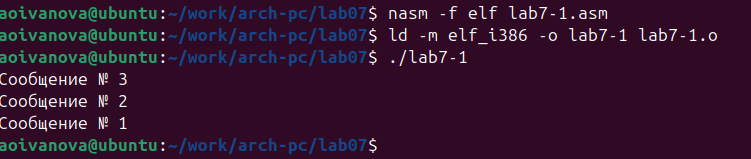 aoivanova@ubuntu:~/work/arch-pc/lab07$ nasm -f elf lab7-1.asm
aoivanova@ubuntu:~/work/arch-pc/lab07$ ld -m elf_i386 -o lab7-1 lab7-1.o
aoivanova@ubuntu:~/work/arch-pc/lab07$ ./lab7-1
Сообщение № 3
Сообщение № 2
Сообщение № 1
aoivanova@ubuntu:~/work/arch-pc/lab07$